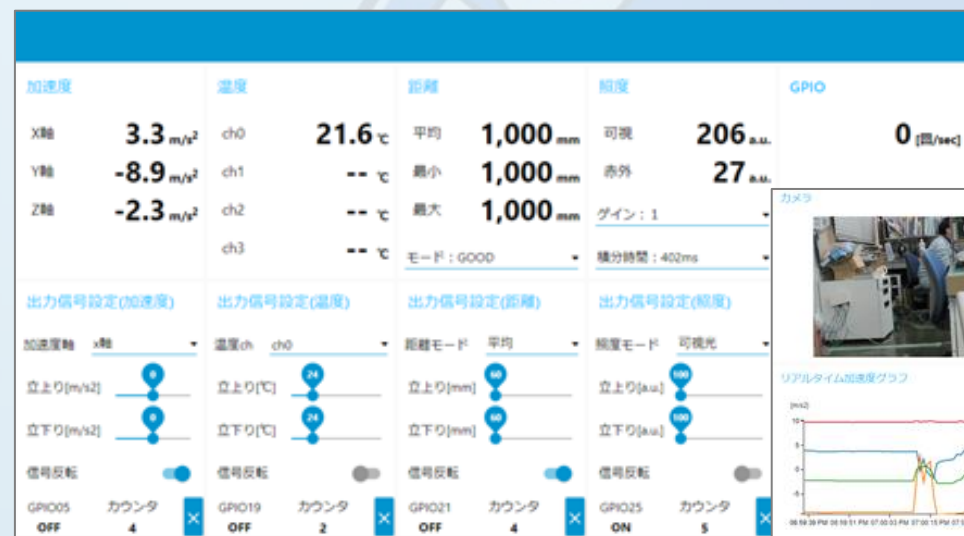 加速度
X軸 3.3 m/s²
Y軸 -8.9 m/s²
Z軸 -2.3 m/s²
温度
ch0 21.6 ℃
ch1 -- ℃
ch2 -- ℃
ch3 -- ℃
距離
平均 1,000 mm
最小 1,000 mm
最大 1,000 mm
モード : GOOD
照度
可視 206 a.u.
赤外 27 a.u.
ゲイン : 1
積分時間 : 402ms
GPIO
0 [回/sec]
カメラ
リアルタイム加速度グラフ
[m/s2]
10
5
0
-5
出力信号設定(加速度)
加速度軸 x軸
立上り[m/s2] 0
立下り[m/s2] 0
信号反転
GPIO05 カウンタ
OFF 4 ×
出力信号設定(温度)
温度ch ch0
立上り[℃] 24
立下り[℃] 24
信号反転
GPIO19 カウンタ
OFF 2 ×
出力信号設定(距離)
距離モード 平均
立上り[mm] 60
立下り[mm] 60
信号反転
GPIO21 カウンタ
OFF 4 ×
出力信号設定(照度)
照度モード 可視光
立上り[a.u.] 100
立下り[a.u.] 100
信号反転
GPIO25 カウンタ
ON 5 ×